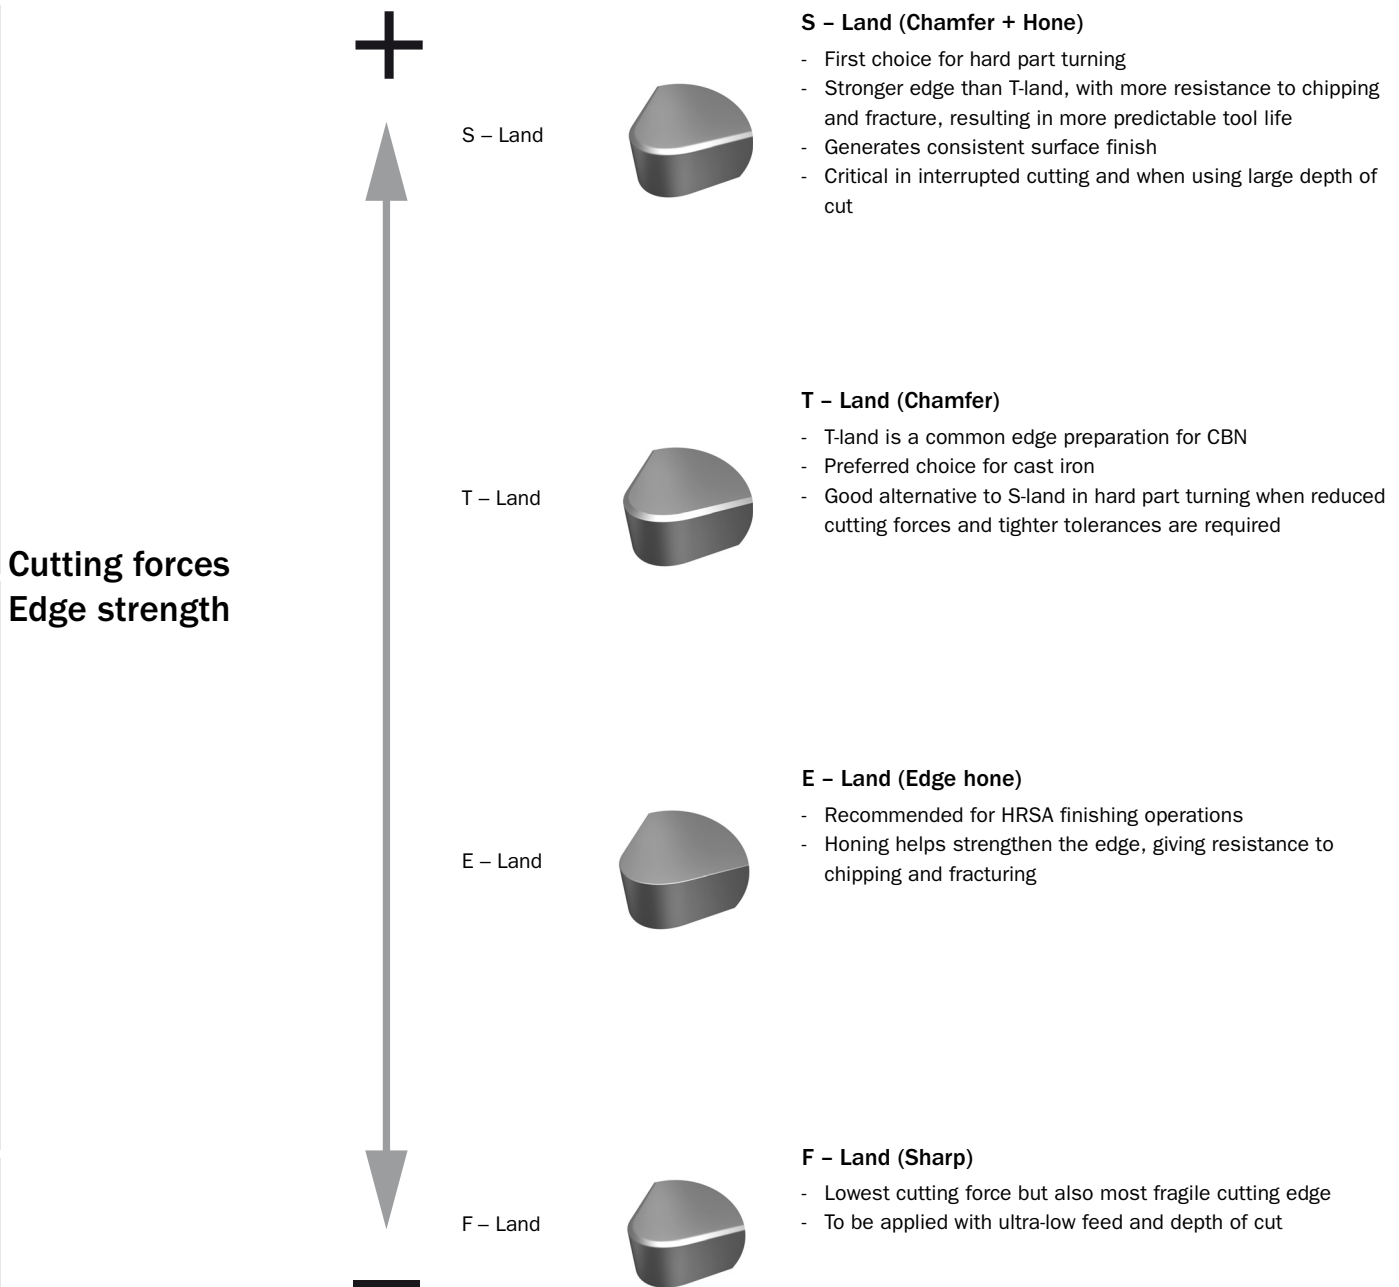 S – Land (Chamfer + Hone)
- First choice for hard part turning
- Stronger edge than T-land, with more resistance to chipping
and fracture, resulting in more predictable tool life
- Generates consistent surface finish
- Critical in interrupted cutting and when using large depth of
cut
S – Land
T – Land (Chamfer)
- T-land is a common edge preparation for CBN
- Preferred choice for cast iron
- Good alternative to S-land in hard part turning when reduced
cutting forces and tighter tolerances are required
T – Land
Cutting forces
Edge strength
E – Land (Edge hone)
- Recommended for HRSA finishing operations
- Honing helps strengthen the edge, giving resistance to
chipping and fracturing
E – Land
F – Land (Sharp)
- Lowest cutting force but also most fragile cutting edge
- To be applied with ultra-low feed and depth of cut
F – Land